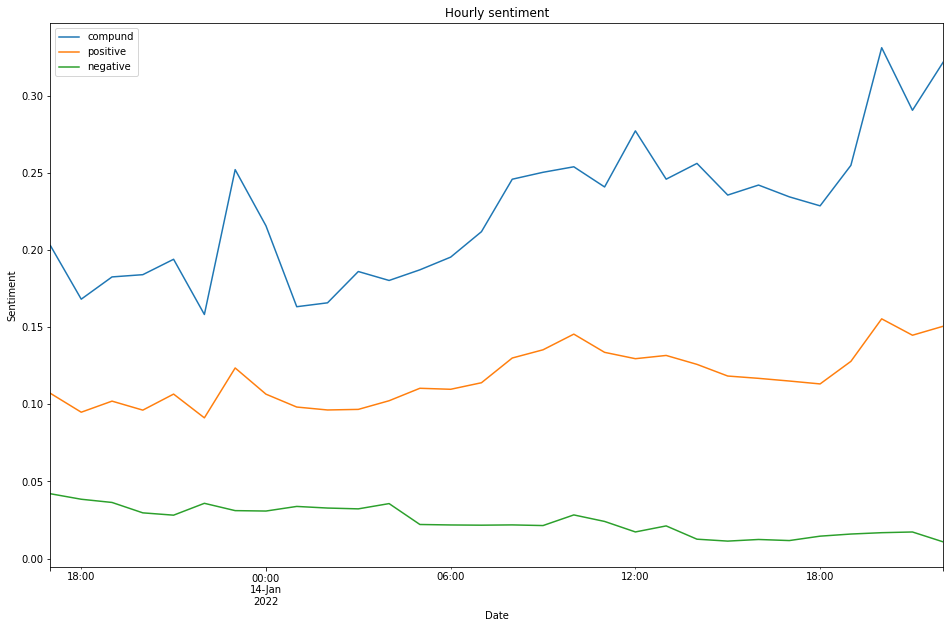 Hourly sentiment
compund
positive
negative
0.30
0.25
0.20
0.15
0.10
0.05
0.00
Sentiment
18:00
00:00
14-Jan
2022
06:00
12:00
18:00
Date